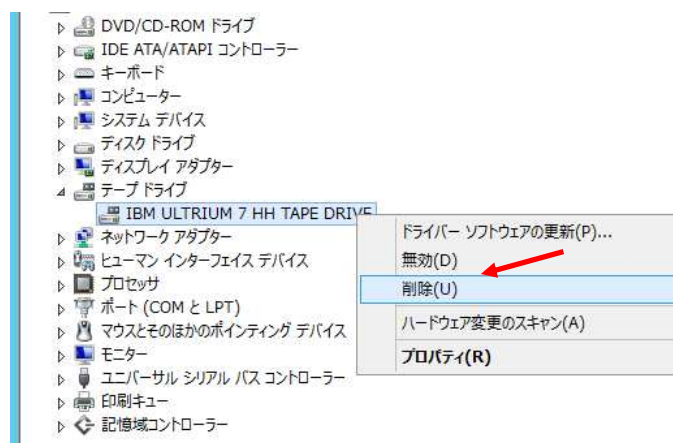 DVD/CD-ROM ドライブ
IDE ATA/ATAPI コントローラー
キーボード
コンピューター
システム デバイス
ディスク ドライブ
ディスプレイ アダプター
テープ ドライブ
IBM ULTRIUM 7 HH TAPE DRIVE
ネットワーク アダプター
ヒューマン インターフェイス デバイス
プロセッサ
ポート (COM と LPT)
マウスとそのほかのポインティング デバイス
モニター
ユニバーサル シリアル バス コントローラー
印刷キュー
記憶域コントローラー
ドライバー ソフトウェアの更新(P)...
無効(D)
削除(U)
ハードウェア変更のスキャン(A)
プロパティ(R)